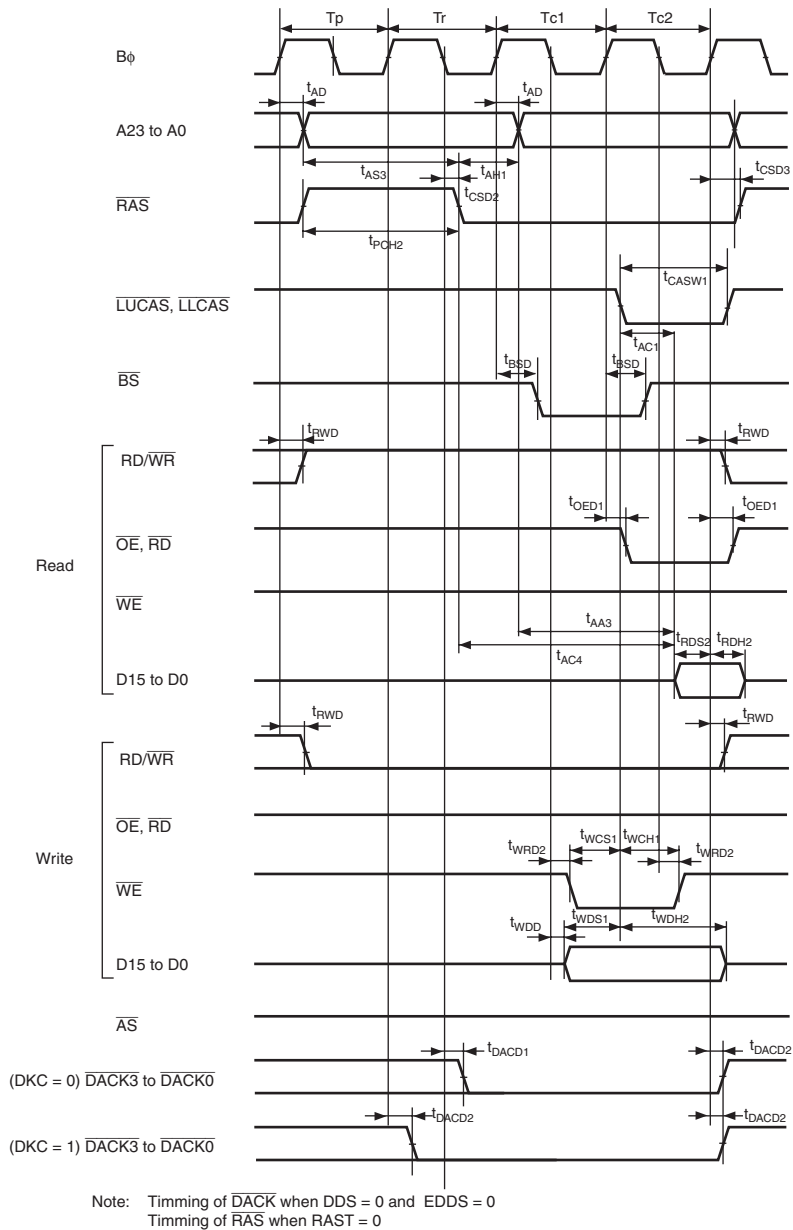 Tp Tr Tc1 Tc2
Bφ
tAD tAD
A23 to A0
tAS3 tAH1 tCSD3
tCSD2
RAS
tPCH2
tCASW1
LUCAS, LLCAS
tAC1
tBSD tBSD
BS
tRWD tRWD
RD/WR
tOED1 tOED1
OE, RD
Read
WE
tAA3
tRDS2 tRDH2
tAC4
D15 to D0
tRWD tRWD
RD/WR
OE, RD
Write
tWCS1 tWCH1
tWRD2 tWRD2
WE
tWDS1 tWDH2
tWDD
D15 to D0
AS
tDACD1 tDACD2
(DKC = 0) DACK3 to DACK0
tDACD2 tDACD2
(DKC = 1) DACK3 to DACK0
Note: Timming of DACK when DDS = 0 and EDDS = 0
Timming of RAS when RAST = 0